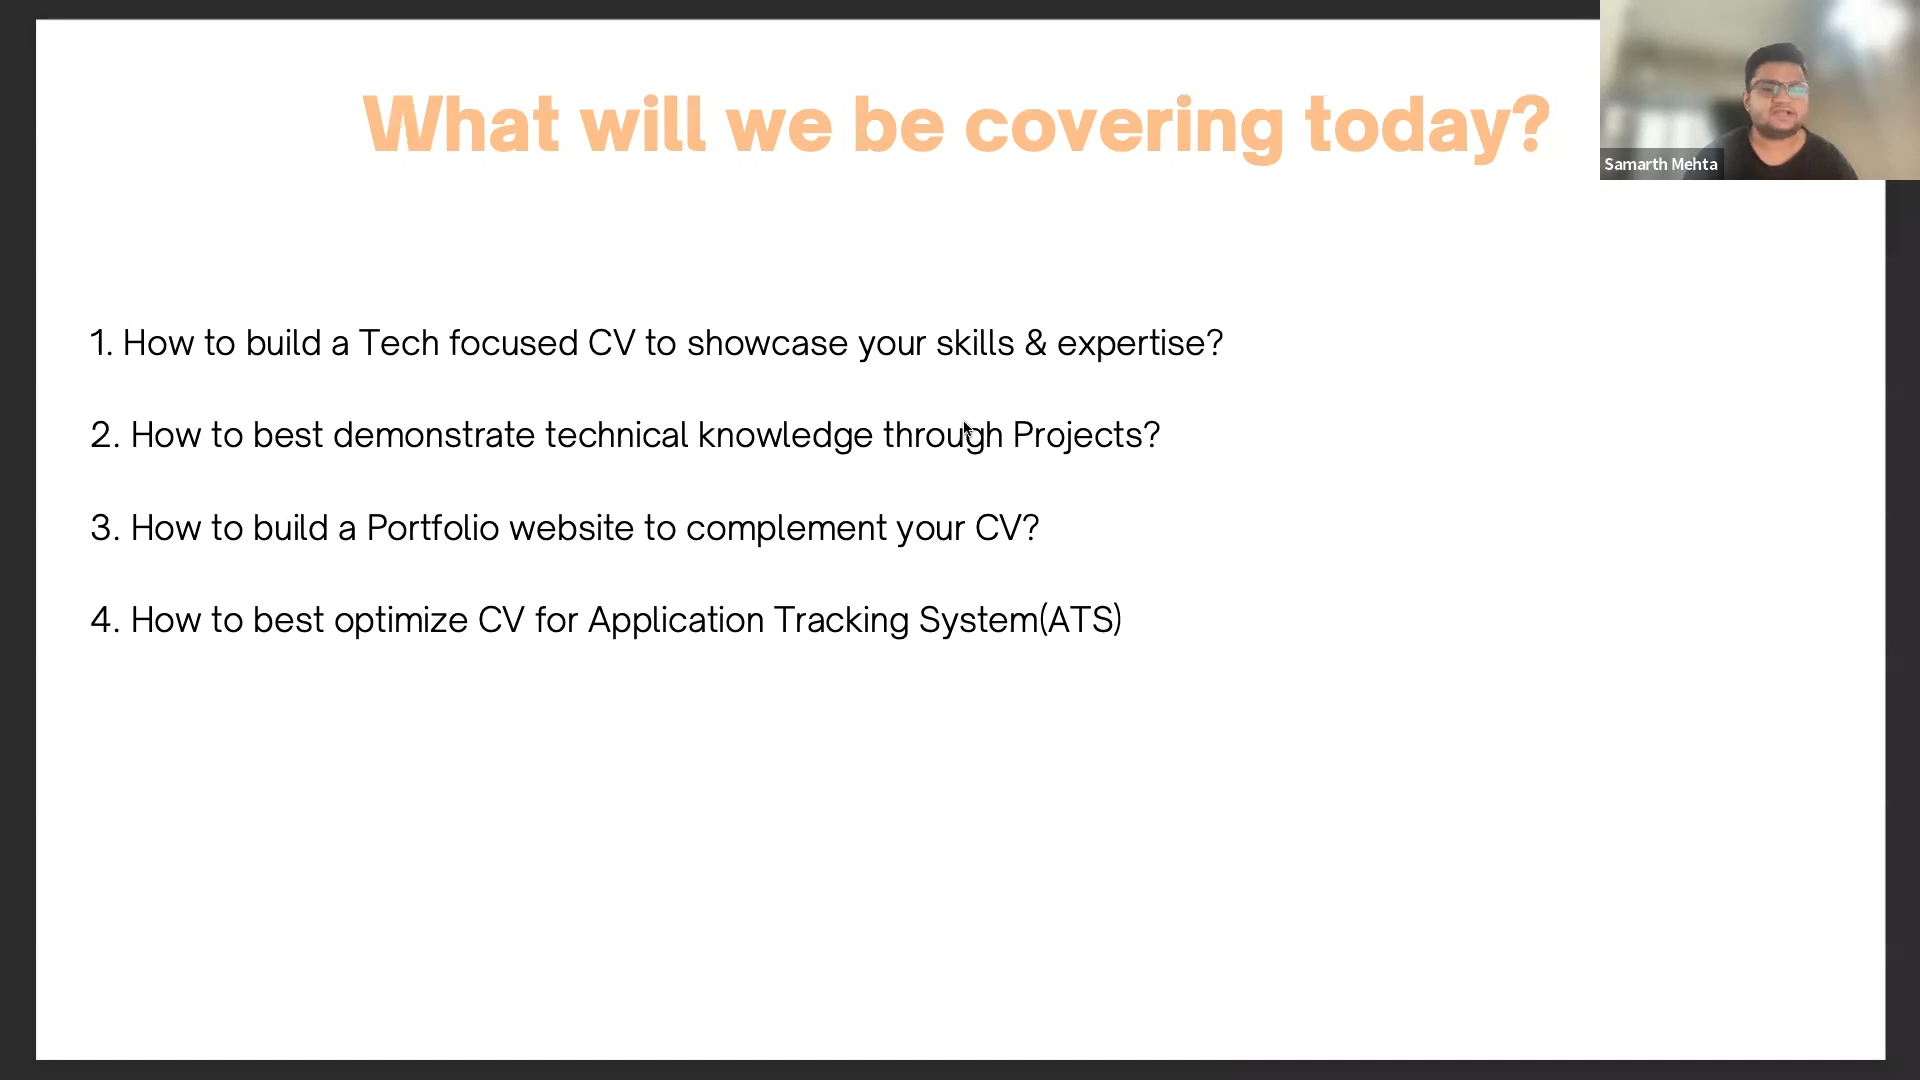 What will we be covering today?
Samarth Mehta
1. How to build a Tech focused CV to showcase your skills & expertise?
2. How to best demonstrate technical knowledge through Projects?
3. How to build a Portfolio website to complement your CV?
4. How to best optimize CV for Application Tracking System(ATS)